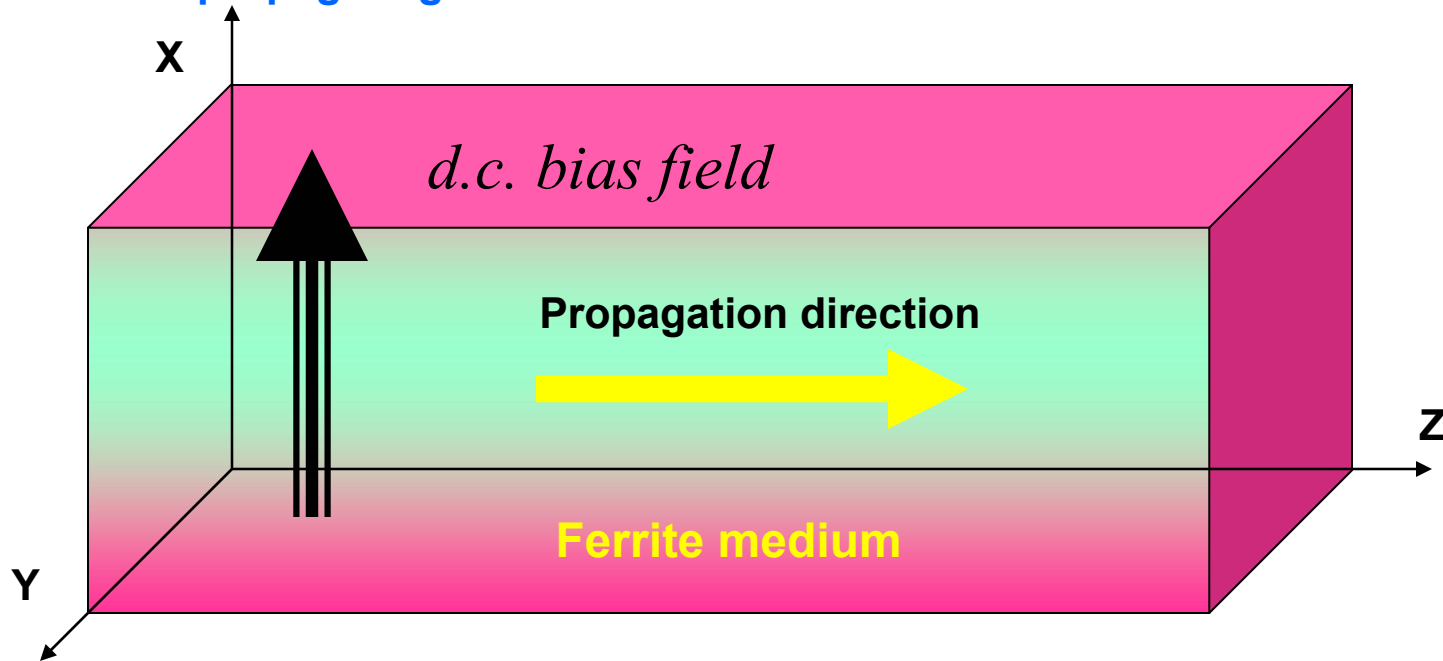 X
d.c. bias field
Propagation direction
Z
Ferrite medium
Y